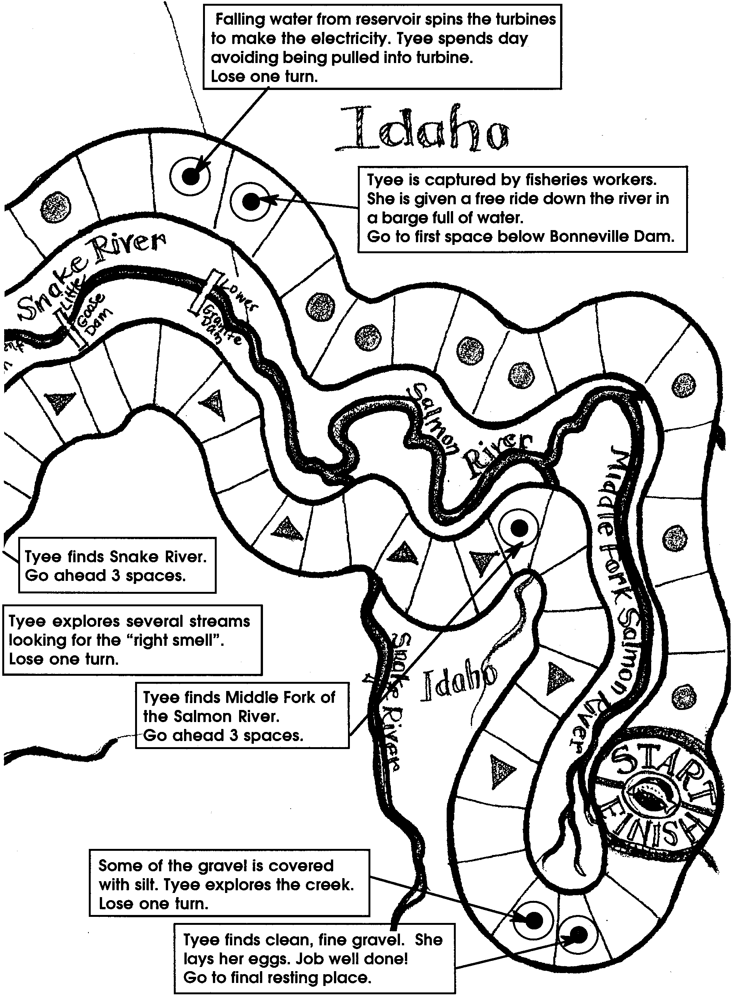 Falling water from reservoir spins the turbines
to make the electricity. Tyee spends day
avoiding being pulled into turbine.
Lose one turn.
Idaho
Tyee is captured by fisheries workers.
She is given a free ride down the river in
a barge full of water.
Go to first space below Bonneville Dam.
Snake River
Little
Goose
Dam
Lower
Granite
Dam
Salmon
River
Middle Fork Salmon River
Tyee finds Snake River.
Go ahead 3 spaces.
Tyee explores several streams
looking for the “right smell”.
Lose one turn.
Snake River
Idaho
Tyee finds Middle Fork of
the Salmon River.
Go ahead 3 spaces.
START
FINISH
Some of the gravel is covered
with silt. Tyee explores the creek.
Lose one turn.
Tyee finds clean, fine gravel. She
lays her eggs. Job well done!
Go to final resting place.